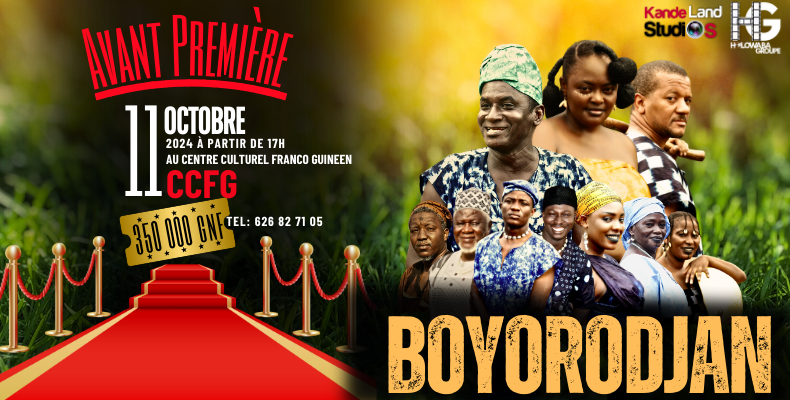 AVANT PREMIÈRE
11 OCTOBRE
2024 À PARTIR DE 17H
AU CENTRE CULTUREL FRANCO GUINEEN
CCFG
350 000 GNF
TEL: 626 82 71 05
Kande Land
Studios
HG
GROUPE
BOYORODJAN